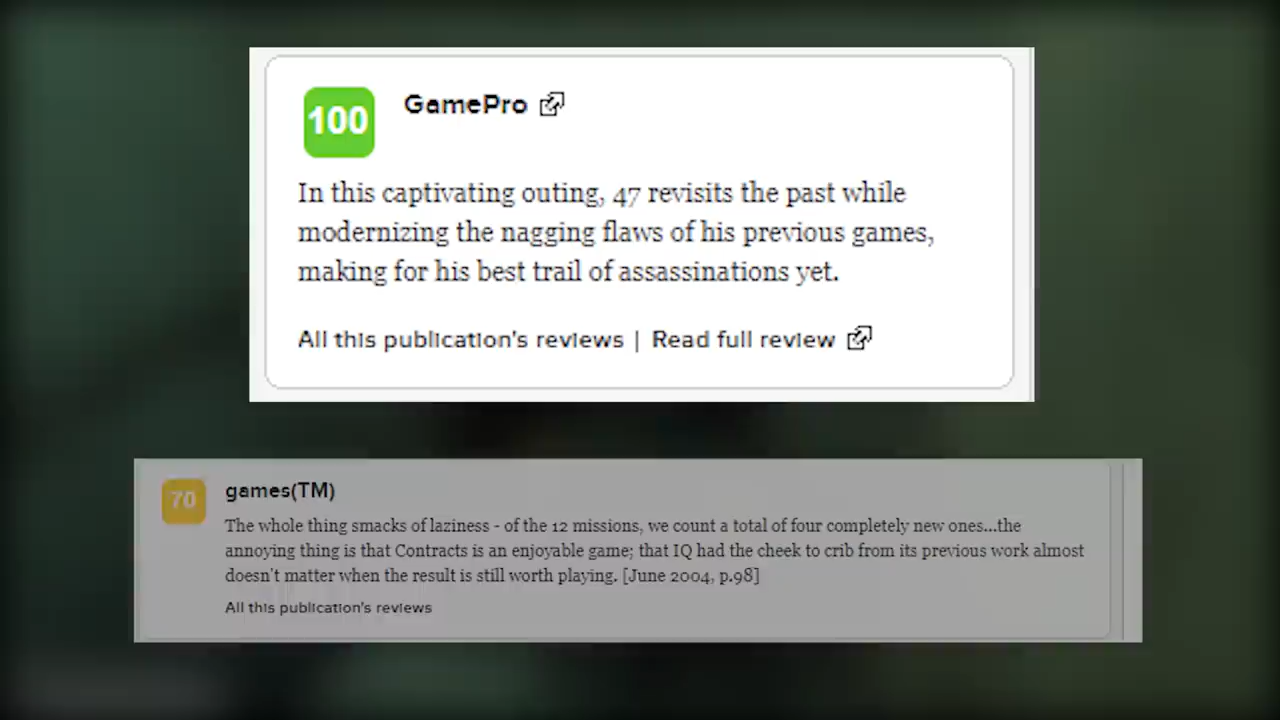 100 GamePro
In this captivating outing, 47 revisits the past while
modernizing the nagging flaws of his previous games,
making for his best trail of assassinations yet.
All this publication's reviews | Read full review
70 games(TM)
The whole thing smacks of laziness - of the 12 missions, we count a total of four completely new ones...the
annoying thing is that Contracts is an enjoyable game; that IQ had the cheek to crib from its previous work almost
doesn't matter when the result is still worth playing. [June 2004, p.98]
All this publication's reviews